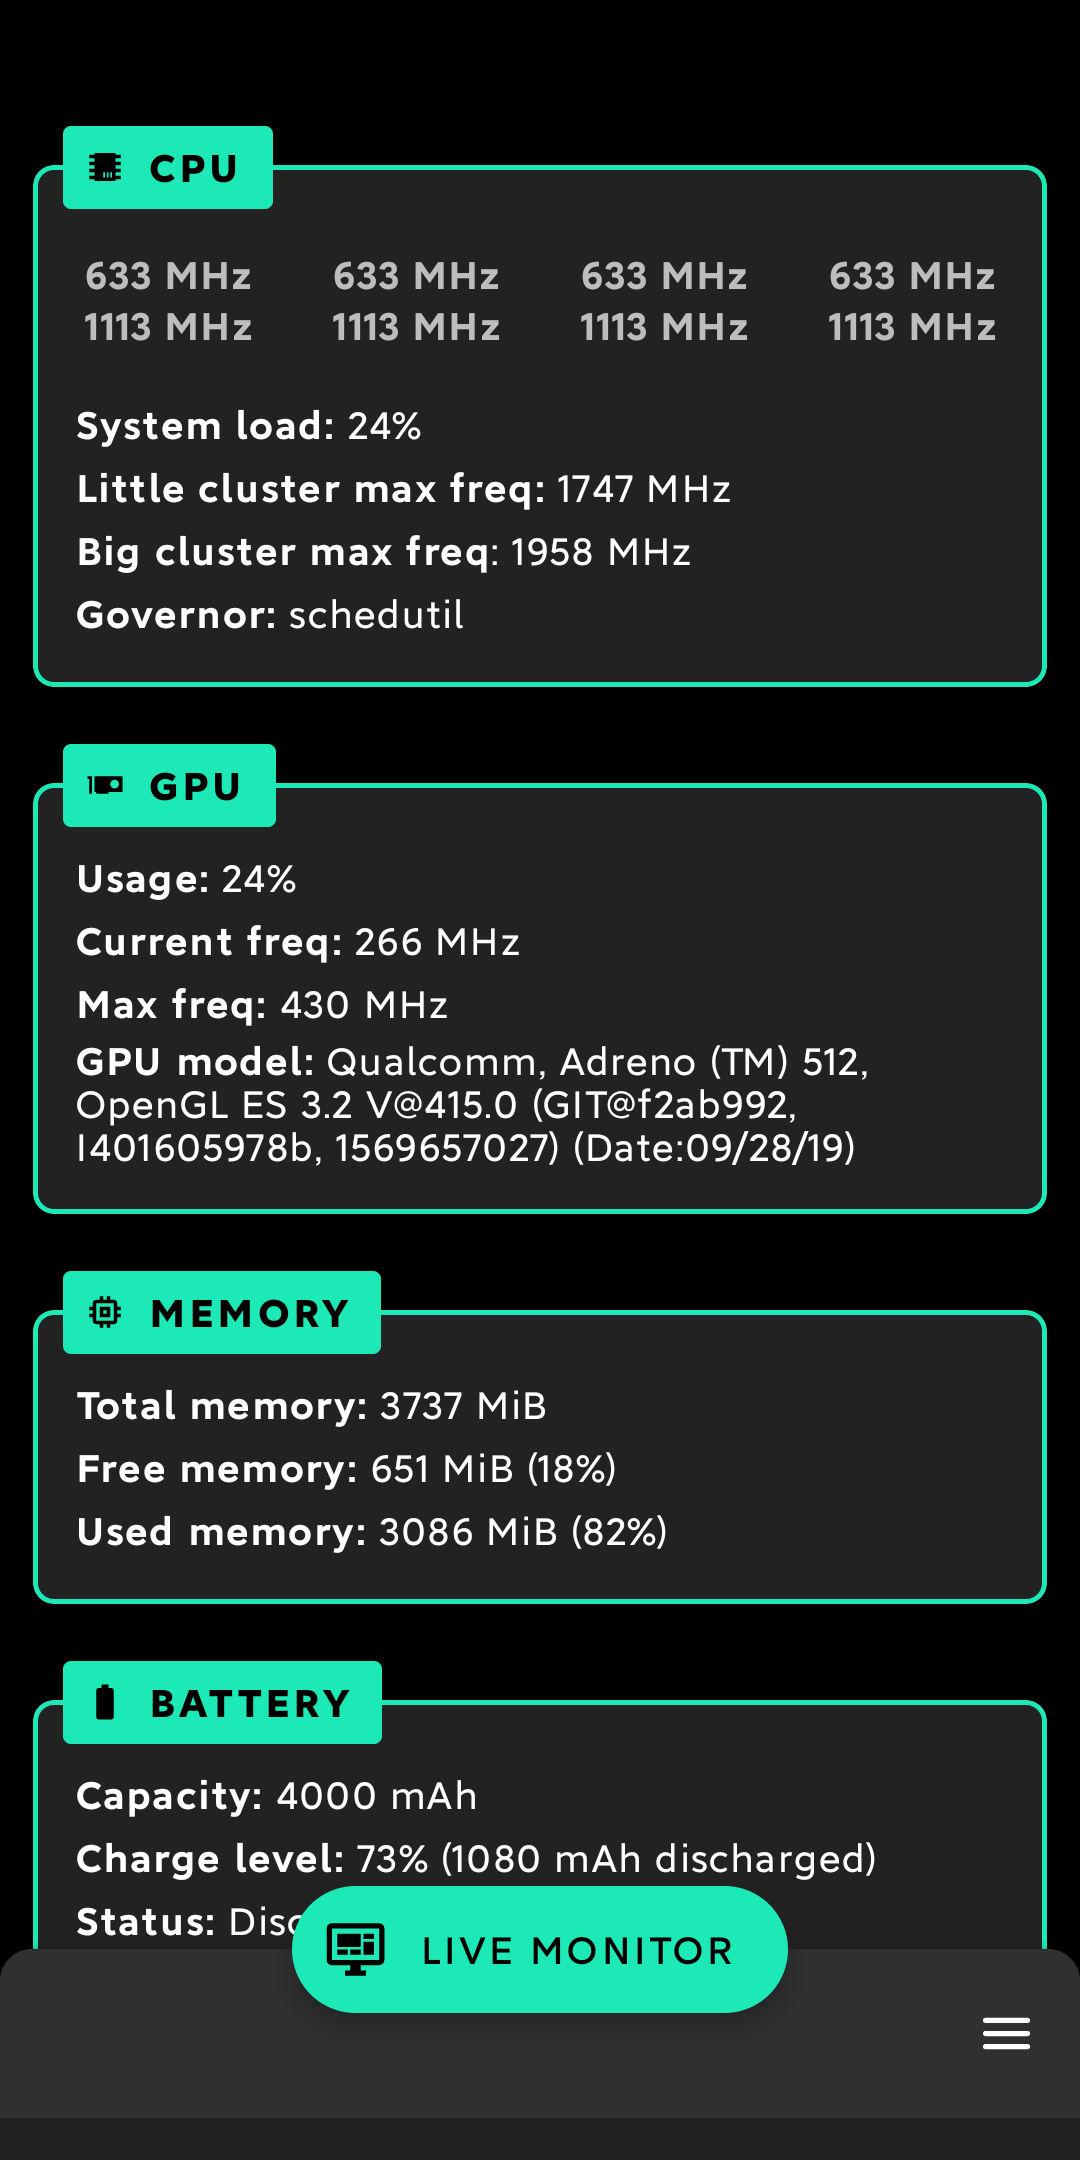 CPU
633 MHz 633 MHz 633 MHz 633 MHz
1113 MHz 1113 MHz 1113 MHz 1113 MHz
System load: 24%
Little cluster max freq: 1747 MHz
Big cluster max freq: 1958 MHz
Governor: schedutil
GPU
Usage: 24%
Current freq: 266 MHz
Max freq: 430 MHz
GPU model: Qualcomm, Adreno (TM) 512,
OpenGL ES 3.2 V@415.0 (GIT@f2ab992,
I401605978b, 1569657027) (Date:09/28/19)
MEMORY
Total memory: 3737 MiB
Free memory: 651 MiB (18%)
Used memory: 3086 MiB (82%)
BATTERY
Capacity: 4000 mAh
Charge level: 73% (1080 mAh discharged)
Status:
LIVE MONITOR